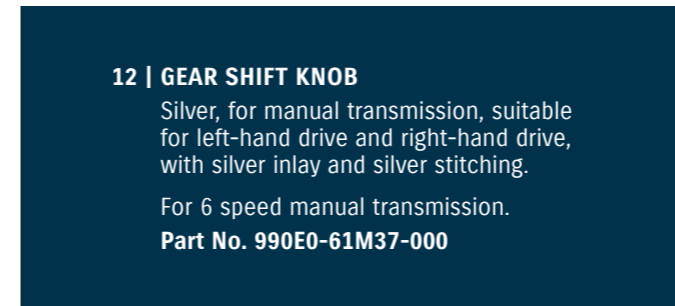 12 | GEAR SHIFT KNOB
Silver, for manual transmission, suitable
for left-hand drive and right-hand drive,
with silver inlay and silver stitching.
For 6 speed manual transmission.
Part No. 990E0-61M37-000